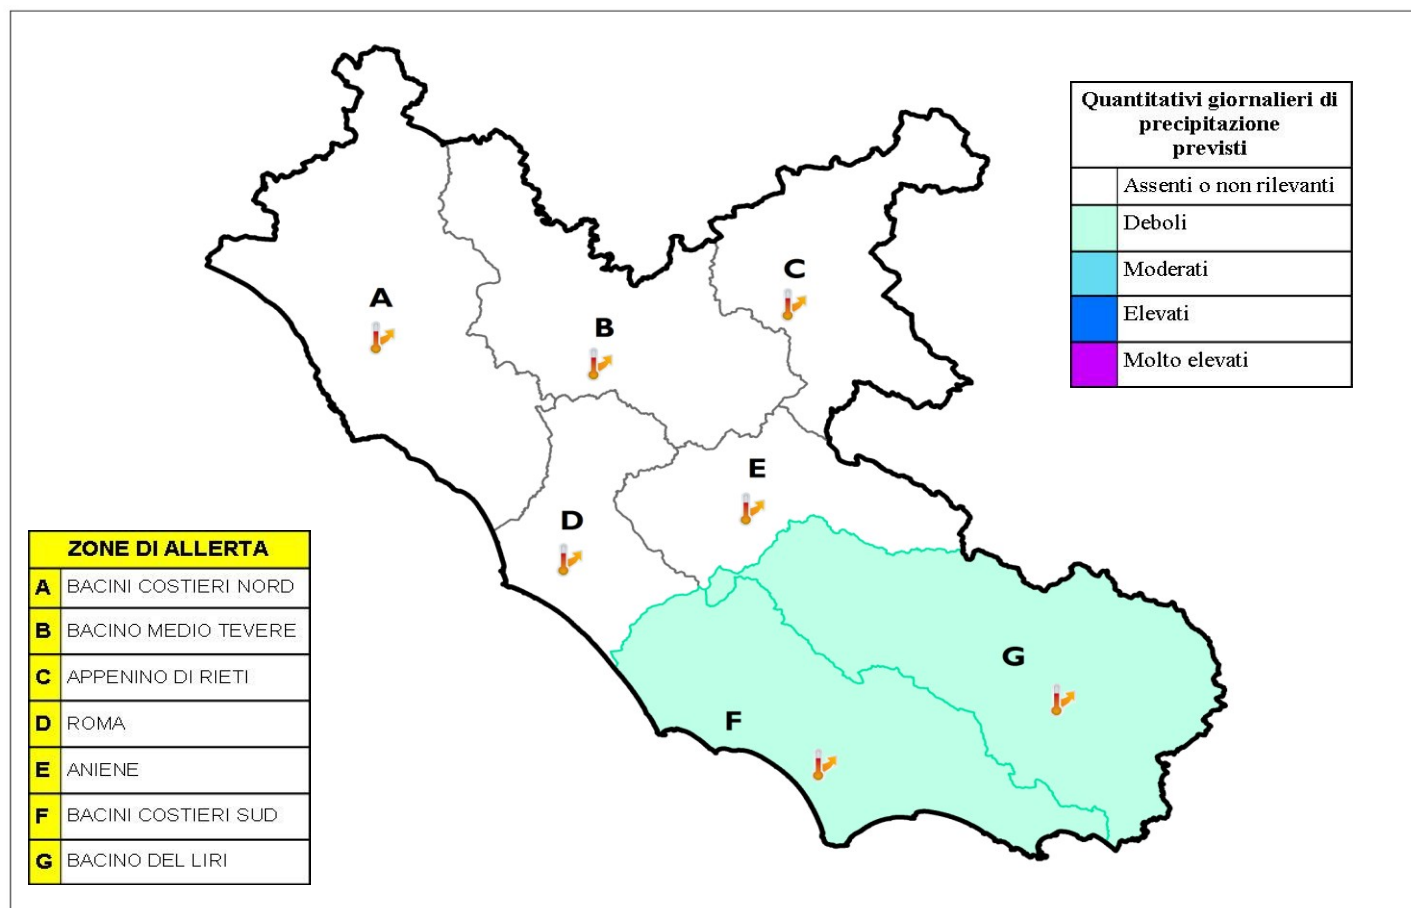 Quantitativi giornalieri di
precipitazione
previsti
Assenti o non rilevanti
Deboli
Moderati
Elevati
Molto elevati
A
B
C
D
E
F
G
ZONE DI ALLERTA
A BACINI COSTIERI NORD
B BACINO MEDIO TEVERE
C APPENINO DI RIETI
D ROMA
E ANIENE
F BACINI COSTIERI SUD
G BACINO DEL LIRI